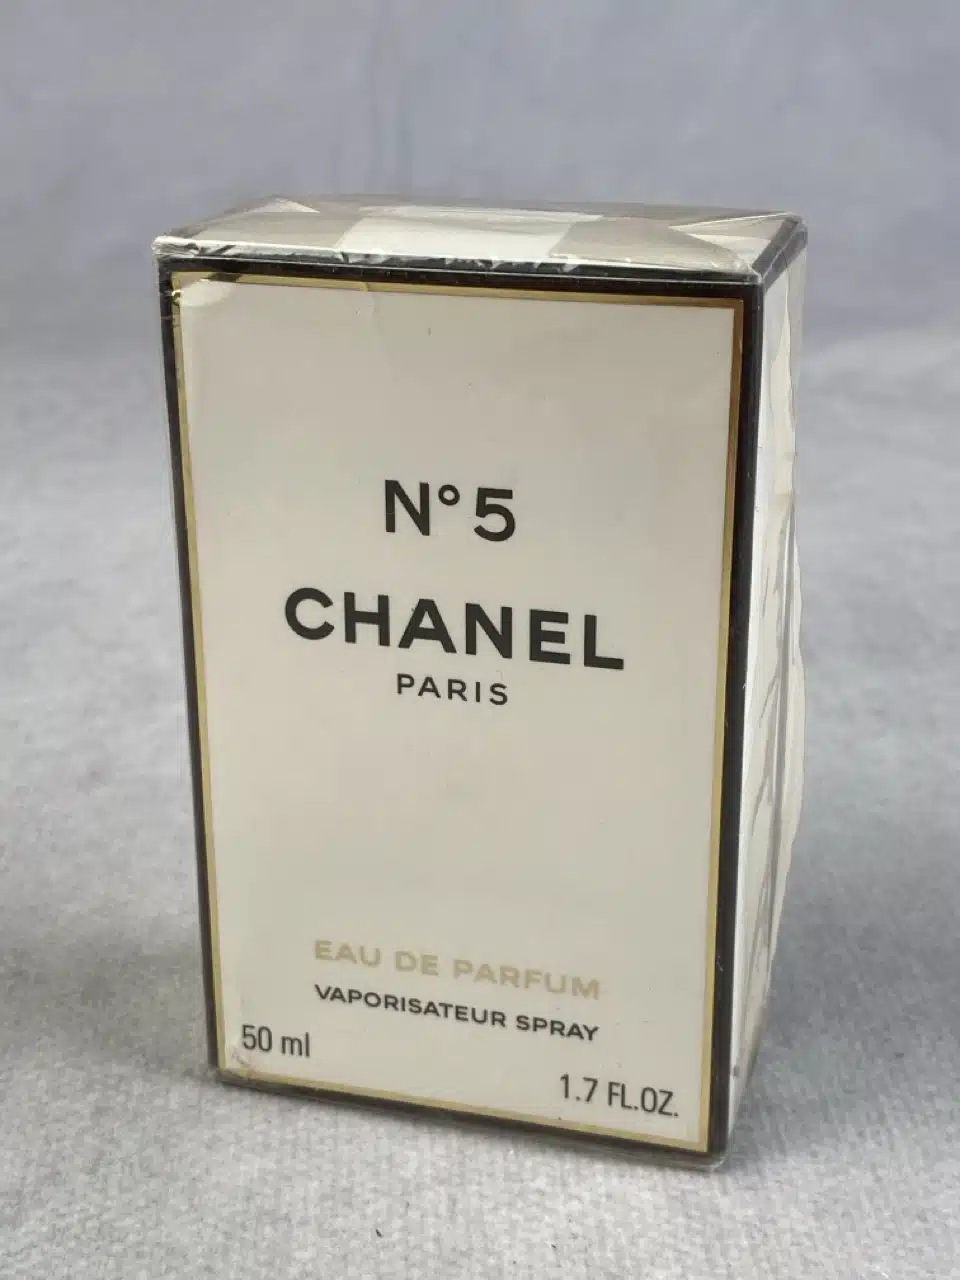 N°5
CHANEL
PARIS
EAU DE PARFUM
VAPORISATEUR SPRAY
50 ml
1.7 FL.OZ.